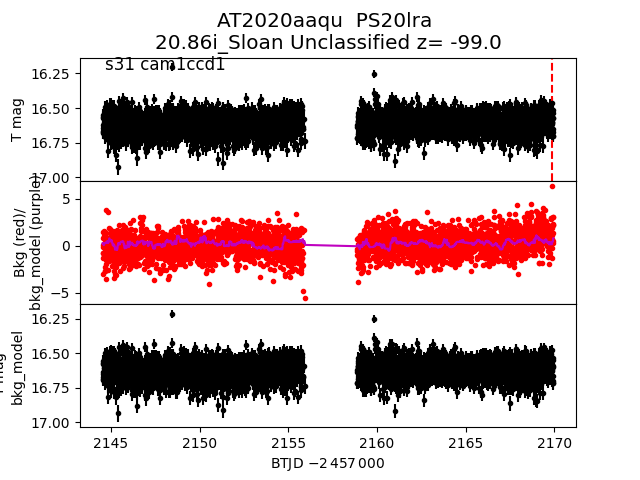 AT2020aaqu  PS20lra
20.86i_Sloan Unclassified z= -99.0
s31 cam1ccd1
16.25
16.50
16.75
17.00
T mag
5
0
−5
Bkg (red)/
bkg_model (purple)
16.25
16.50
16.75
17.00
T mag
bkg_model
2145
2150
2155
2160
2165
2170
BTJD −2 457 000